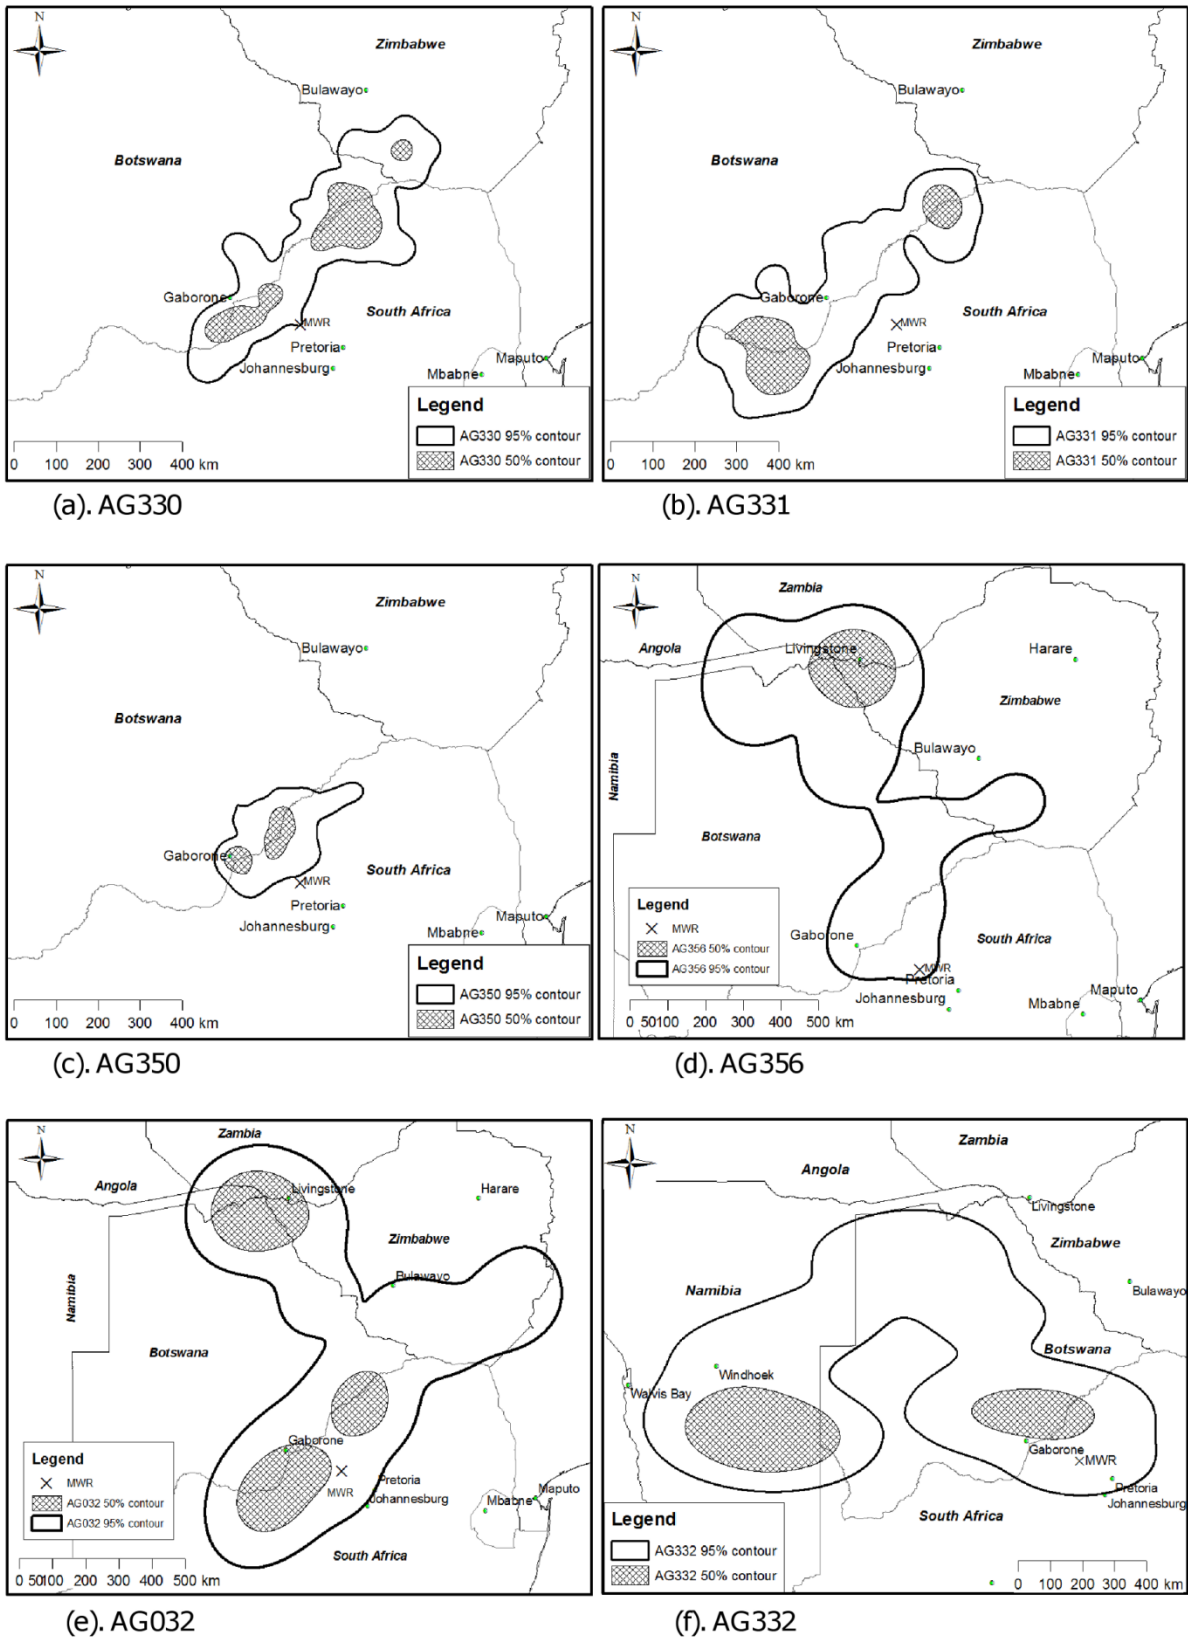 N
Zimbabwe
Bulawayo
Botswana
Gaborone
MWR
South Africa
Pretoria
Johannesburg
Maputo
Mbabne
Legend
AG330 95% contour
AG330 50% contour
0 100 200 300 400 km
(a). AG330
N
Zimbabwe
Bulawayo
Botswana
Gaborone
MWR
South Africa
Pretoria
Johannesburg
Maputo
Mbabne
Legend
AG331 95% contour
AG331 50% contour
0 100 200 300 400 km
(b). AG331
N
Zimbabwe
Bulawayo
Botswana
Gaborone
MWR
South Africa
Pretoria
Johannesburg
Maputo
Mbabne
Legend
AG350 95% contour
AG350 50% contour
0 100 200 300 400 km
(c). AG350
N
Zambia
Angola
Livingstone
Harare
Zimbabwe
Namibia
Bulawayo
Botswana
Legend
MWR
AG356 50% contour
AG356 95% contour
Gaborone
South Africa
MWR
Pretoria
Johannesburg
Maputo
Mbabne
0 50100 200 300 400 500 km
(d). AG356
N
Zambia
Angola
Livingstone
Harare
Zimbabwe
Namibia
Bulawayo
Botswana
Gaborone
Legend
MWR
AG032 50% contour
AG032 95% contour
MWR
Pretoria
Johannesburg
Maputo
Mbabne
South Africa
0 50100 200 300 400 500 km
(e). AG032
N
Zambia
Angola
Livingstone
Zimbabwe
Namibia
Bulawayo
Botswana
Windhoek
Walvis Bay
Gaborone
MWR
Pretoria
Johannesburg
South Africa
Legend
AG332 95% contour
AG332 50% contour
0 100 200 300 400 km
(f). AG332